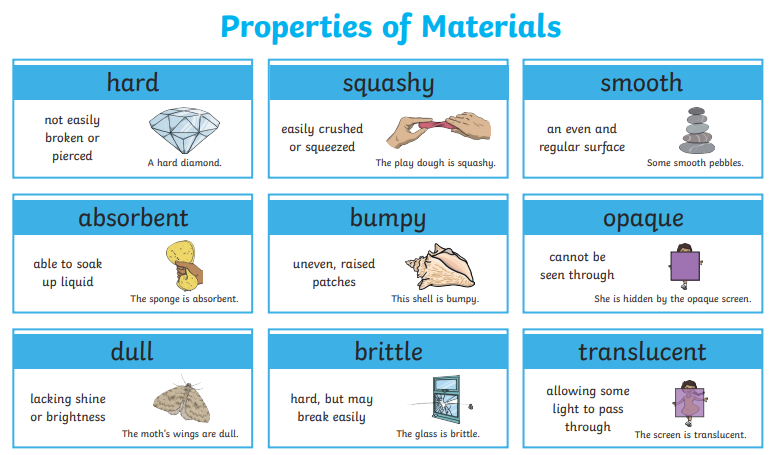 Properties of Materials
hard
not easily
broken or
pierced
A hard diamond.
squashy
easily crushed
or squeezed
The play dough is squashy.
smooth
an even and
regular surface
Some smooth pebbles.
absorbent
able to soak
up liquid
The sponge is absorbent.
bumpy
uneven, raised
patches
This shell is bumpy.
opaque
cannot be
seen through
She is hidden by the opaque screen.
dull
lacking shine
or brightness
The moth's wings are dull.
brittle
hard, but may
break easily
The glass is brittle.
translucent
allowing some
light to pass
through
The screen is translucent.